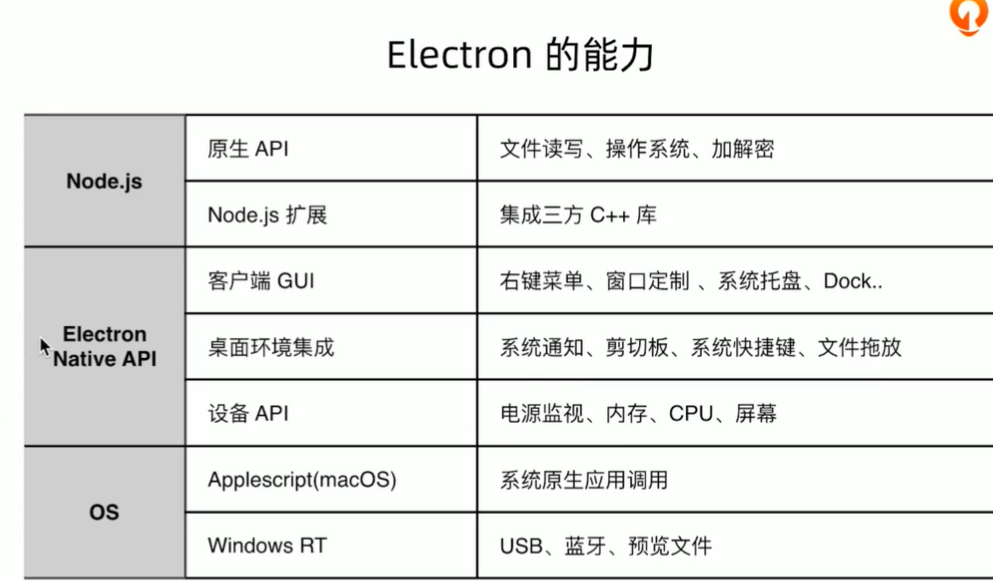 Electron 的能力
Node.js
原生 API
文件读写、操作系统、加解密
Node.js 扩展
集成三方 C++ 库
Electron
Native API
客户端 GUI
右键菜单、窗口定制 、系统托盘、Dock..
桌面环境集成
系统通知、剪切板、系统快捷键、文件拖放
设备 API
电源监视、内存、CPU、屏幕
OS
Applescript(macOS)
系统原生应用调用
Windows RT
USB、蓝牙、预览文件